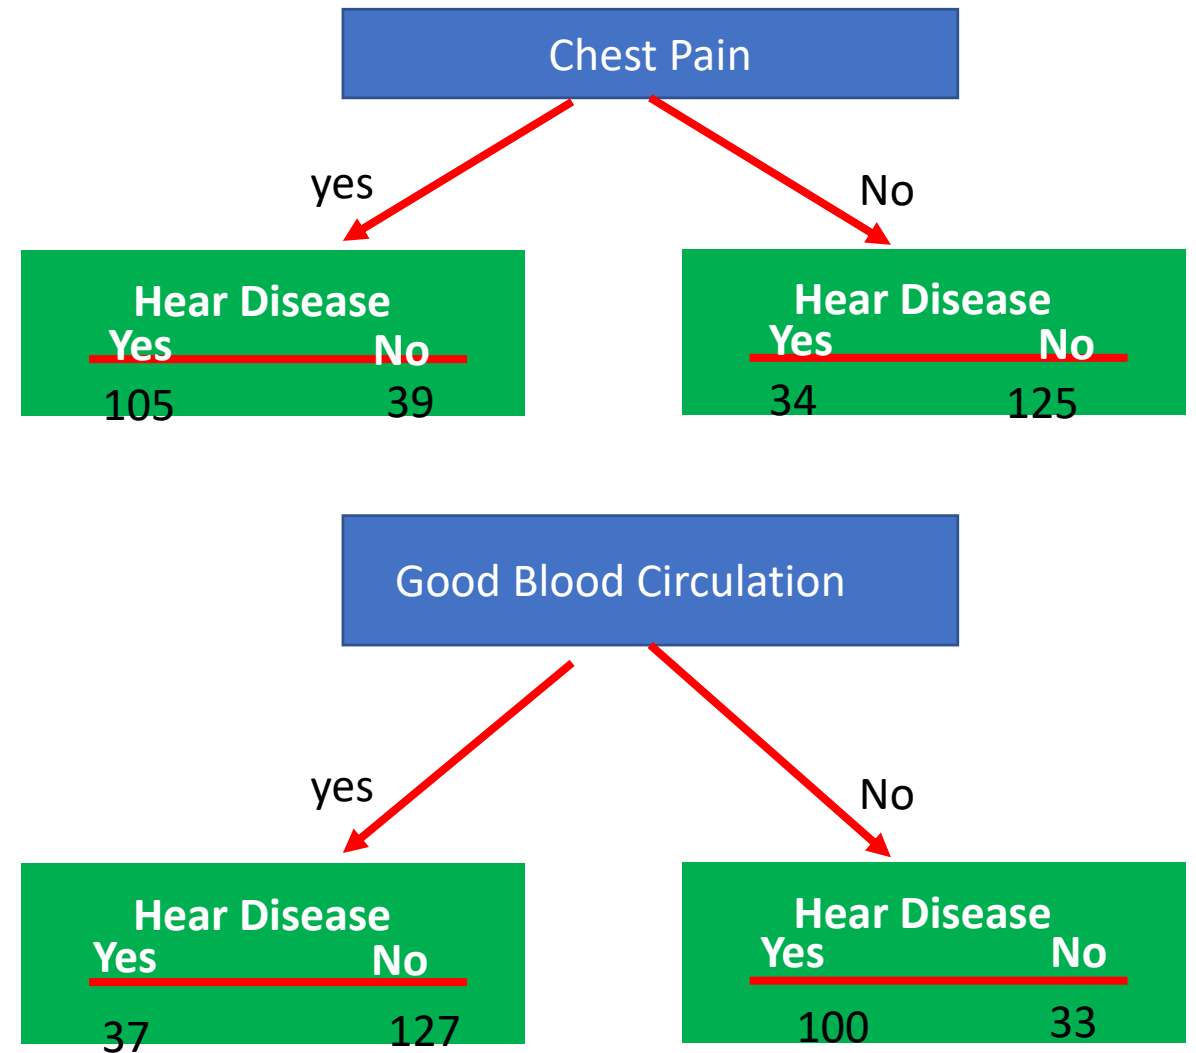 Chest Pain
yes
No
Hear Disease
Yes No
105 39
Hear Disease
Yes No
34 125
Good Blood Circulation
yes
No
Hear Disease
Yes No
37 127
Hear Disease
Yes No
100 33